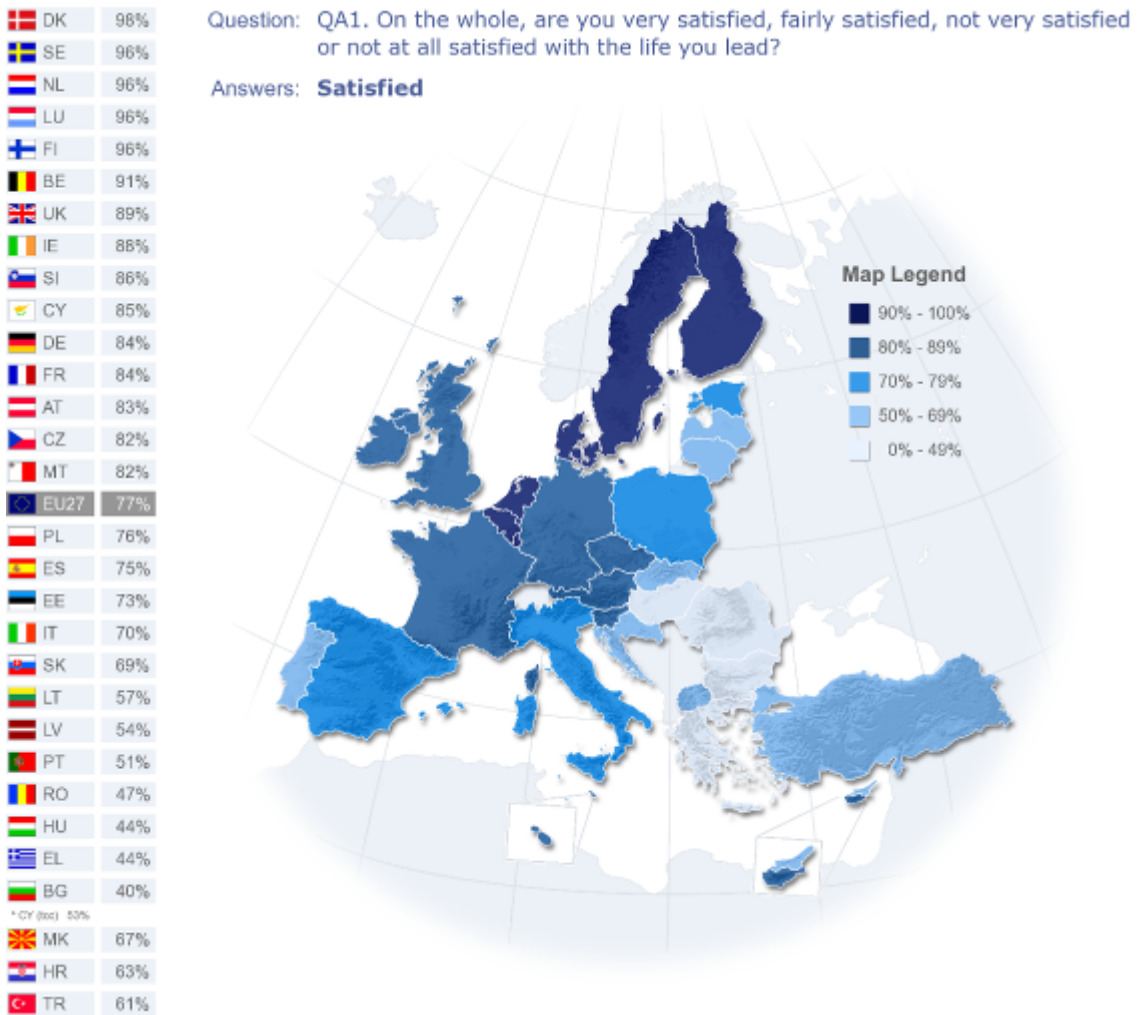 DK 98%
SE 96%
NL 96%
LU 96%
FI 96%
BE 91%
UK 89%
IE 88%
SI 86%
CY 85%
DE 84%
FR 84%
AT 83%
CZ 82%
MT 82%
EU27 77%
PL 76%
ES 75%
EE 73%
IT 70%
SK 69%
LT 57%
LV 54%
PT 51%
RO 47%
HU 44%
EL 44%
BG 40%
* CY (tcc) 53%
MK 67%
HR 63%
TR 61%
Question: QA1. On the whole, are you very satisfied, fairly satisfied, not very satisfied
or not at all satisfied with the life you lead?
Answers: Satisfied
Map Legend
90% - 100%
80% - 89%
70% - 79%
50% - 69%
0% - 49%